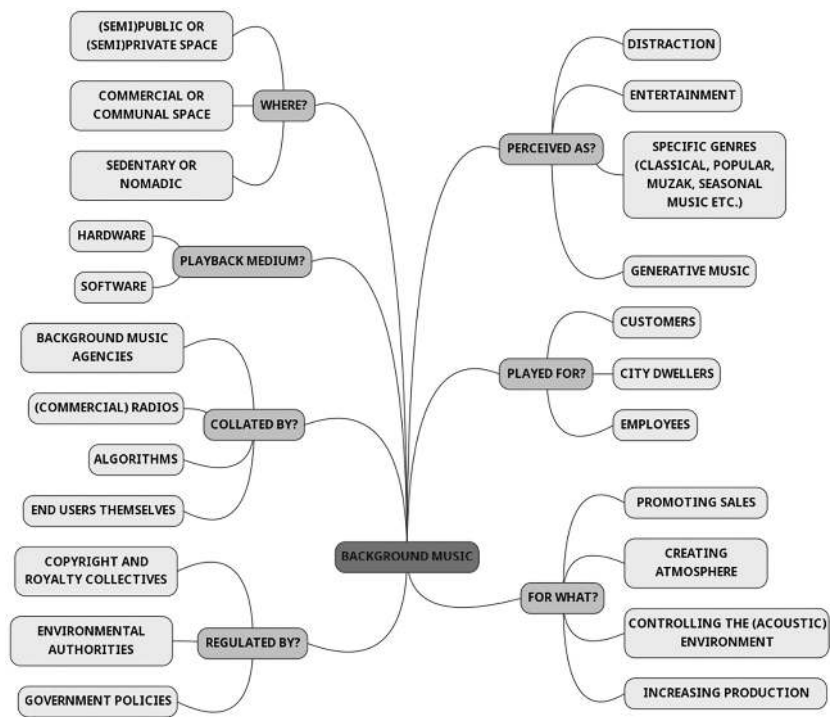 (SEMI)PUBLIC OR
(SEMI)PRIVATE SPACE
COMMERCIAL OR
COMMUNAL SPACE
WHERE?
SEDENTARY OR
NOMADIC
HARDWARE
PLAYBACK MEDIUM?
SOFTWARE
BACKGROUND MUSIC
AGENCIES
(COMMERCIAL) RADIOS
COLLATED BY?
ALGORITHMS
END USERS THEMSELVES
COPYRIGHT AND
ROYALTY COLLECTIVES
ENVIRONMENTAL
AUTHORITIES
REGULATED BY?
GOVERNMENT POLICIES
BACKGROUND MUSIC
DISTRACTION
ENTERTAINMENT
PERCEIVED AS?
SPECIFIC GENRES
(CLASSICAL, POPULAR,
MUZAK, SEASONAL
MUSIC ETC.)
GENERATIVE MUSIC
CUSTOMERS
PLAYED FOR?
CITY DWELLERS
EMPLOYEES
PROMOTING SALES
CREATING
ATMOSPHERE
FOR WHAT?
CONTROLLING THE (ACOUSTIC)
ENVIRONMENT
INCREASING PRODUCTION